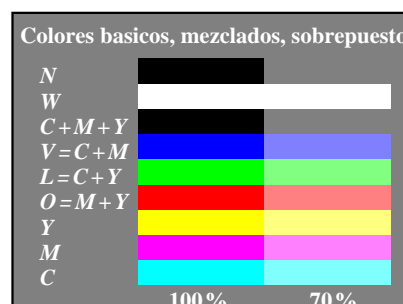 Colores basicos, mezclados, sobrepuesto
N
W
C+M+Y
V=C+M
L=C+Y
O=M+Y
Y
M
C
100% 70%